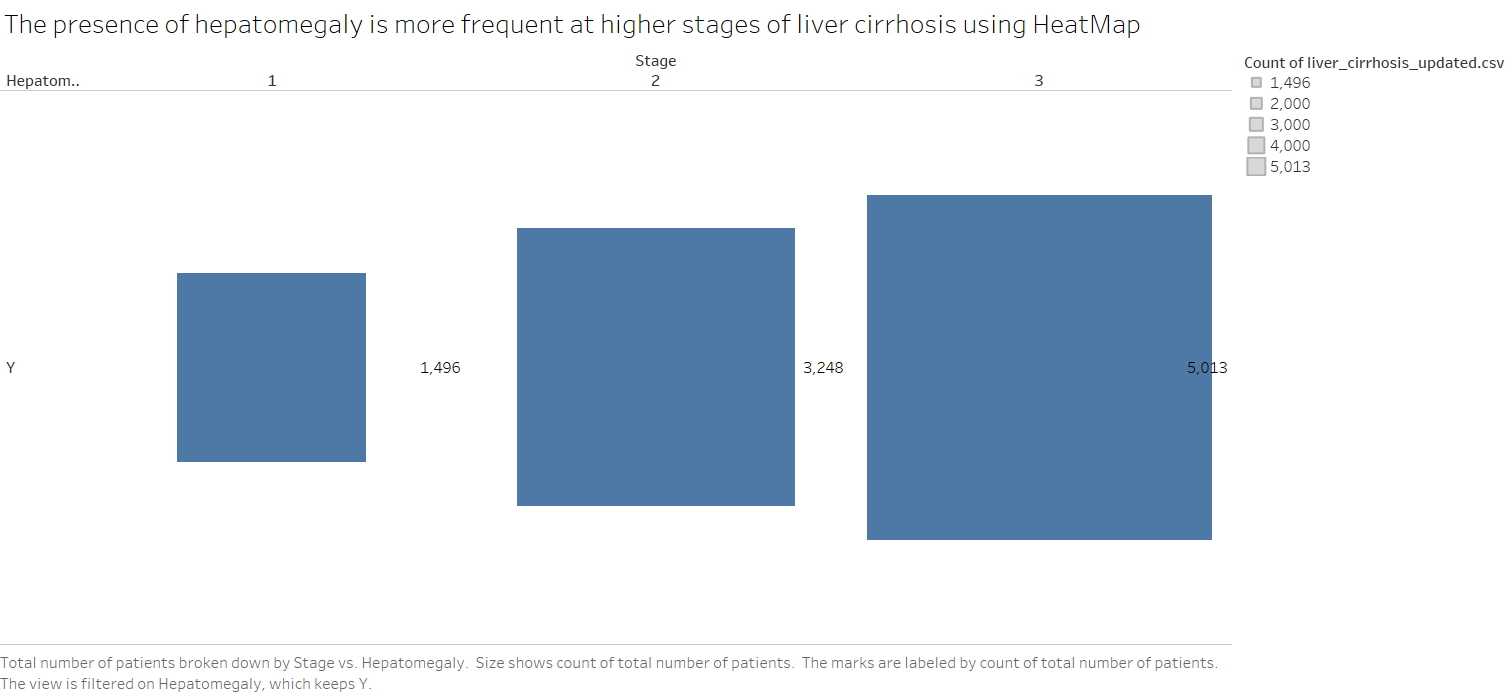 The presence of hepatomegaly is more frequent at higher stages of liver cirrhosis using HeatMap
Stage
Hepatom.. 1 2 3
Y 1,496 3,248 5,013
Count of liver_cirrhosis_updated.csv
1,496
2,000
3,000
4,000
5,013
Total number of patients broken down by Stage vs. Hepatomegaly.  Size shows count of total number of patients.  The marks are labeled by count of total number of patients.
The view is filtered on Hepatomegaly, which keeps Y.